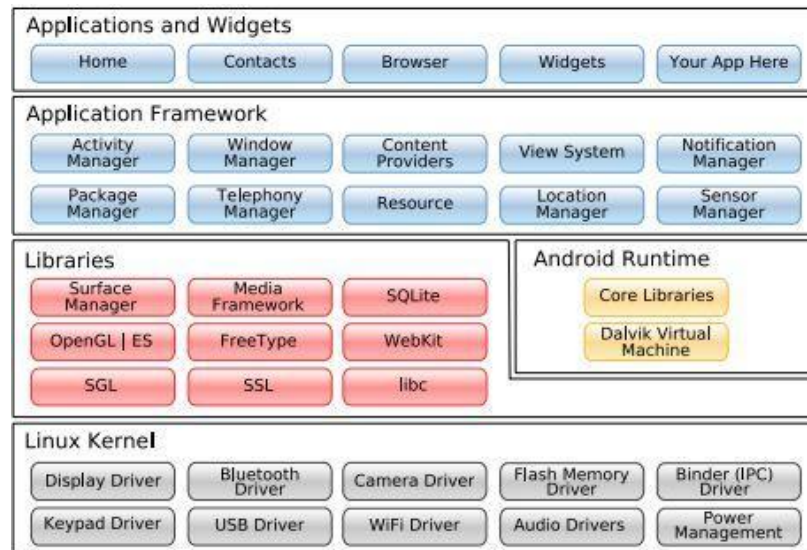 Applications and Widgets
Home
Contacts
Browser
Widgets
Your App Here
Application Framework
Activity
Manager
Window
Manager
Content
Providers
View System
Notification
Manager
Package
Manager
Telephony
Manager
Resource
Location
Manager
Sensor
Manager
Libraries
Surface
Manager
Media
Framework
SQLite
OpenGL | ES
FreeType
WebKit
SGL
SSL
libc
Android Runtime
Core Libraries
Dalvik Virtual
Machine
Linux Kernel
Display Driver
Bluetooth
Driver
Camera Driver
Flash Memory
Driver
Binder (IPC)
Driver
Keypad Driver
USB Driver
WiFi Driver
Audio Drivers
Power
Management